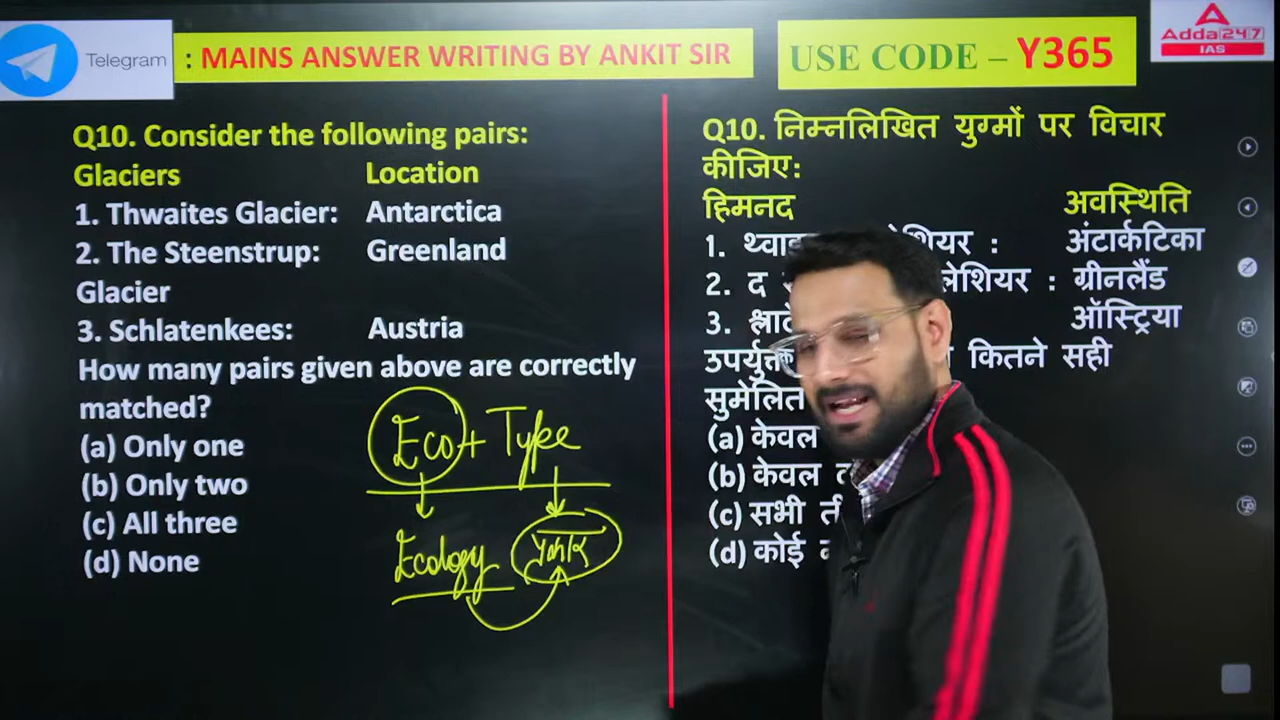 Telegram
: MAINS ANSWER WRITING BY ANKIT SIR
USE CODE – Y365
Adda247
IAS
Q10. Consider the following pairs:
Glaciers Location
1. Thwaites Glacier: Antarctica
2. The Steenstrup: Greenland
Glacier
3. Schlatenkees: Austria
How many pairs given above are correctly
matched?
(a) Only one
(b) Only two
(c) All three
(d) None
Eco + Type
Ecology प्रकार
Q10. निम्नलिखित युग्मों पर विचार
कीजिए:
हिमनद अवस्थिति
1. : अंटार्कटिका
2. द : ग्रीनलैंड
3. ऑस्ट्रिया
कितने सही
सुमेलित
(a) केवल
(b) केवल
(c) सभी
(d) कोई